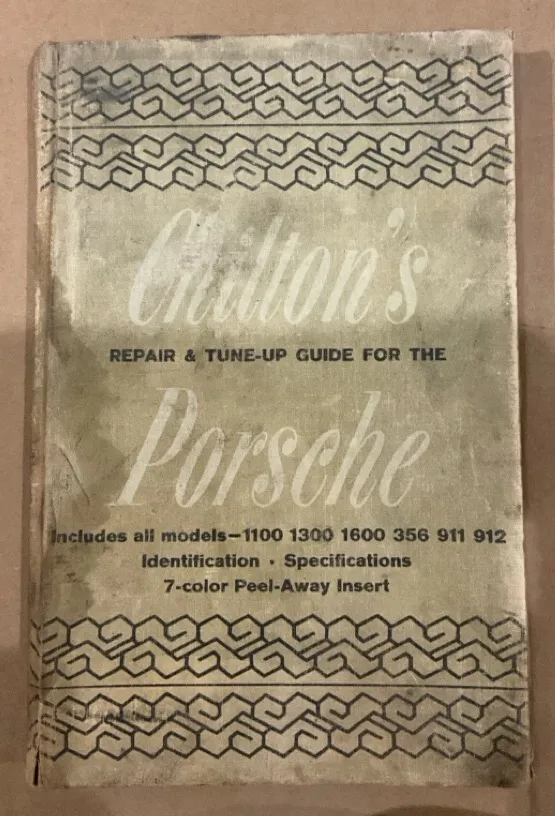 Chilton's
REPAIR & TUNE-UP GUIDE FOR THE
Porsche
Includes all models—1100 1300 1600 356 911 912
Identification • Specifications
7-color Peel-Away Insert